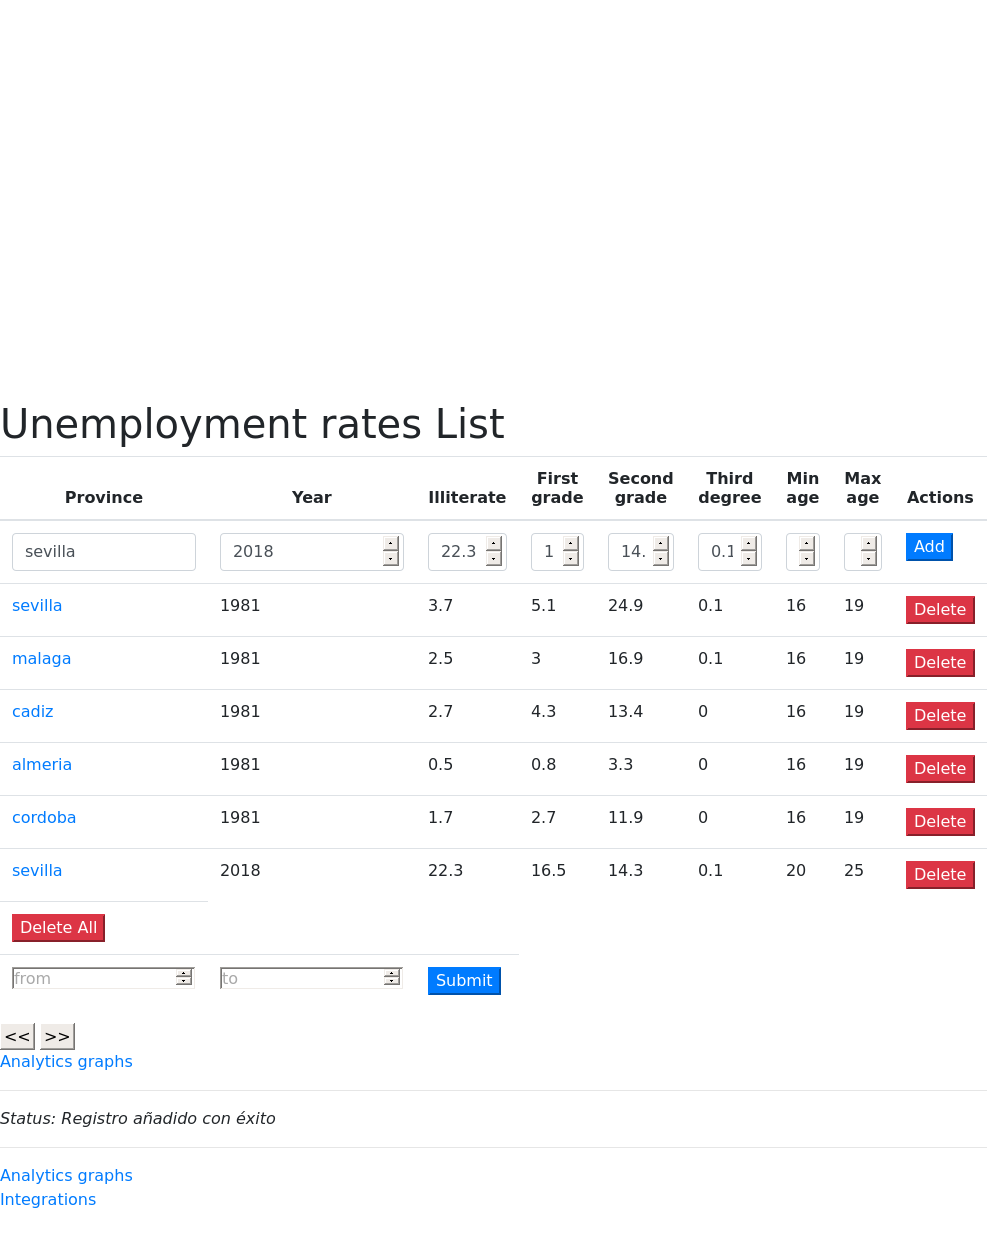 Unemployment rates List
Province Year Illiterate First grade Second grade Third degree Min age Max age Actions
sevilla 2018 22.3 1 14. 0.1 Add
sevilla 1981 3.7 5.1 24.9 0.1 16 19 Delete
malaga 1981 2.5 3 16.9 0.1 16 19 Delete
cadiz 1981 2.7 4.3 13.4 0 16 19 Delete
almeria 1981 0.5 0.8 3.3 0 16 19 Delete
cordoba 1981 1.7 2.7 11.9 0 16 19 Delete
sevilla 2018 22.3 16.5 14.3 0.1 20 25 Delete
Delete All
from to Submit
<< >>
Analytics graphs
Status: Registro añadido con éxito
Analytics graphs
Integrations